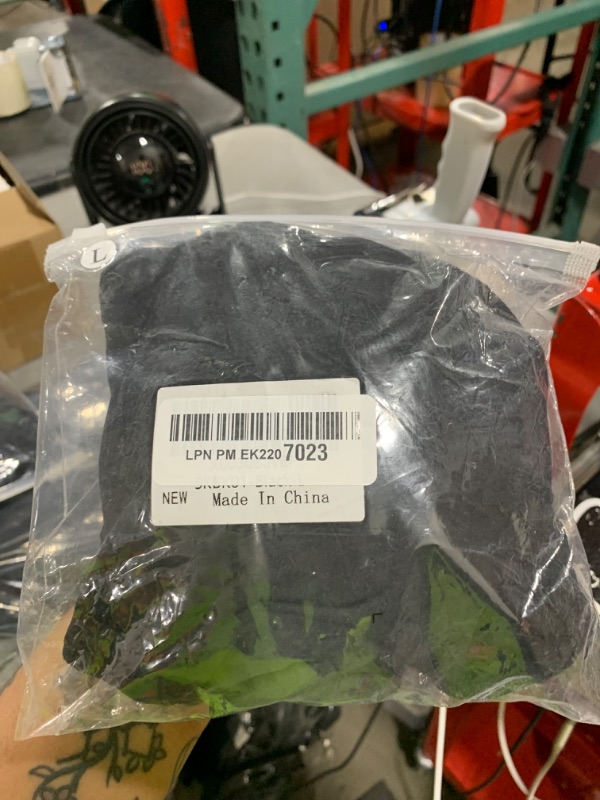 L
LPN PM EK2207023
NEW
Made In China